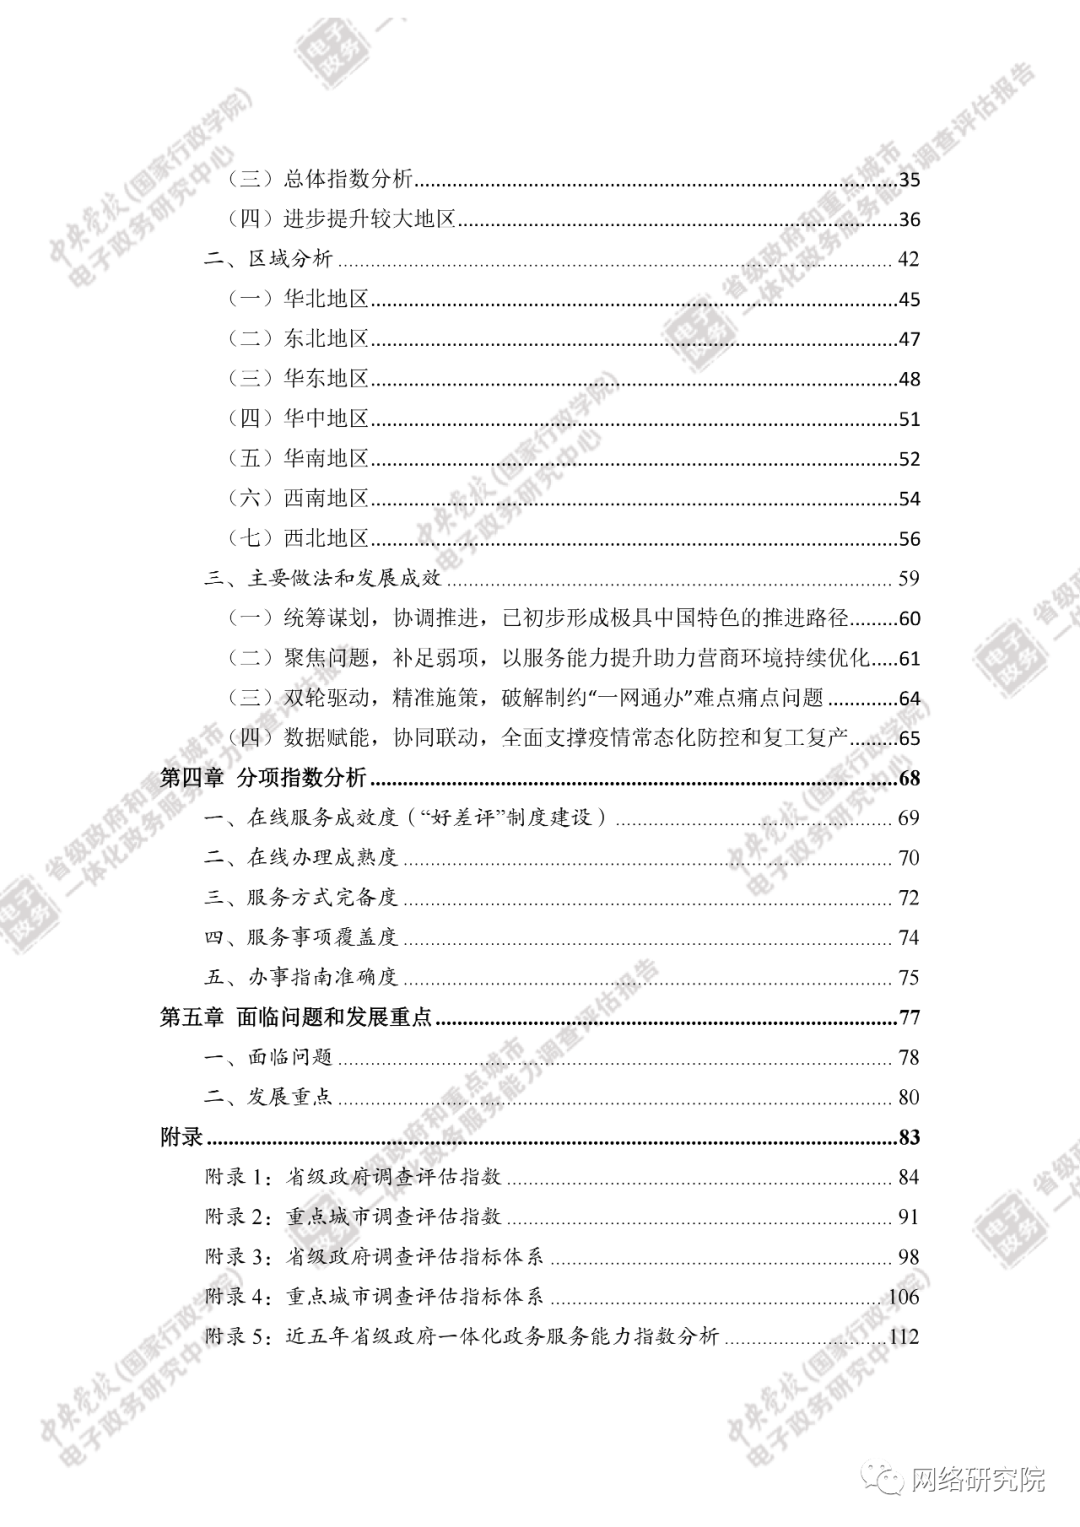 （三）总体指数分析......35
（四）进步提升较大地区......36
二、区域分析......42
（一）华北地区......45
（二）东北地区......47
（三）华东地区......48
（四）华中地区......51
（五）华南地区......52
（六）西南地区......54
（七）西北地区......56
三、主要做法和发展成效......59
（一）统筹谋划，协调推进，已初步形成极具中国特色的推进路径......60
（二）聚焦问题，补足弱项，以服务能力提升助力营商环境持续优化......61
（三）双轮驱动，精准施策，破解制约“一网通办”难点痛点问题......64
（四）数据赋能，协同联动，全面支撑疫情常态化防控和复工复产......65
第四章 分项指数分析......68
一、在线服务成效度（“好差评”制度建设）......69
二、在线办理成熟度......70
三、服务方式完备度......72
四、服务事项覆盖度......74
五、办事指南准确度......75
第五章 面临问题和发展重点......77
一、面临问题......78
二、发展重点......80
附录......83
附录 1：省级政府调查评估指数......84
附录 2：重点城市调查评估指数......91
附录 3：省级政府调查评估指标体系......98
附录 4：重点城市调查评估指标体系......106
附录 5：近五年省级政府一体化政务服务能力指数分析......112
中央党校(国家行政学院)
电子政务研究中心
电子政务
省级政府和重点城市
一体化政务服务能力调查评估报告
网络研究院